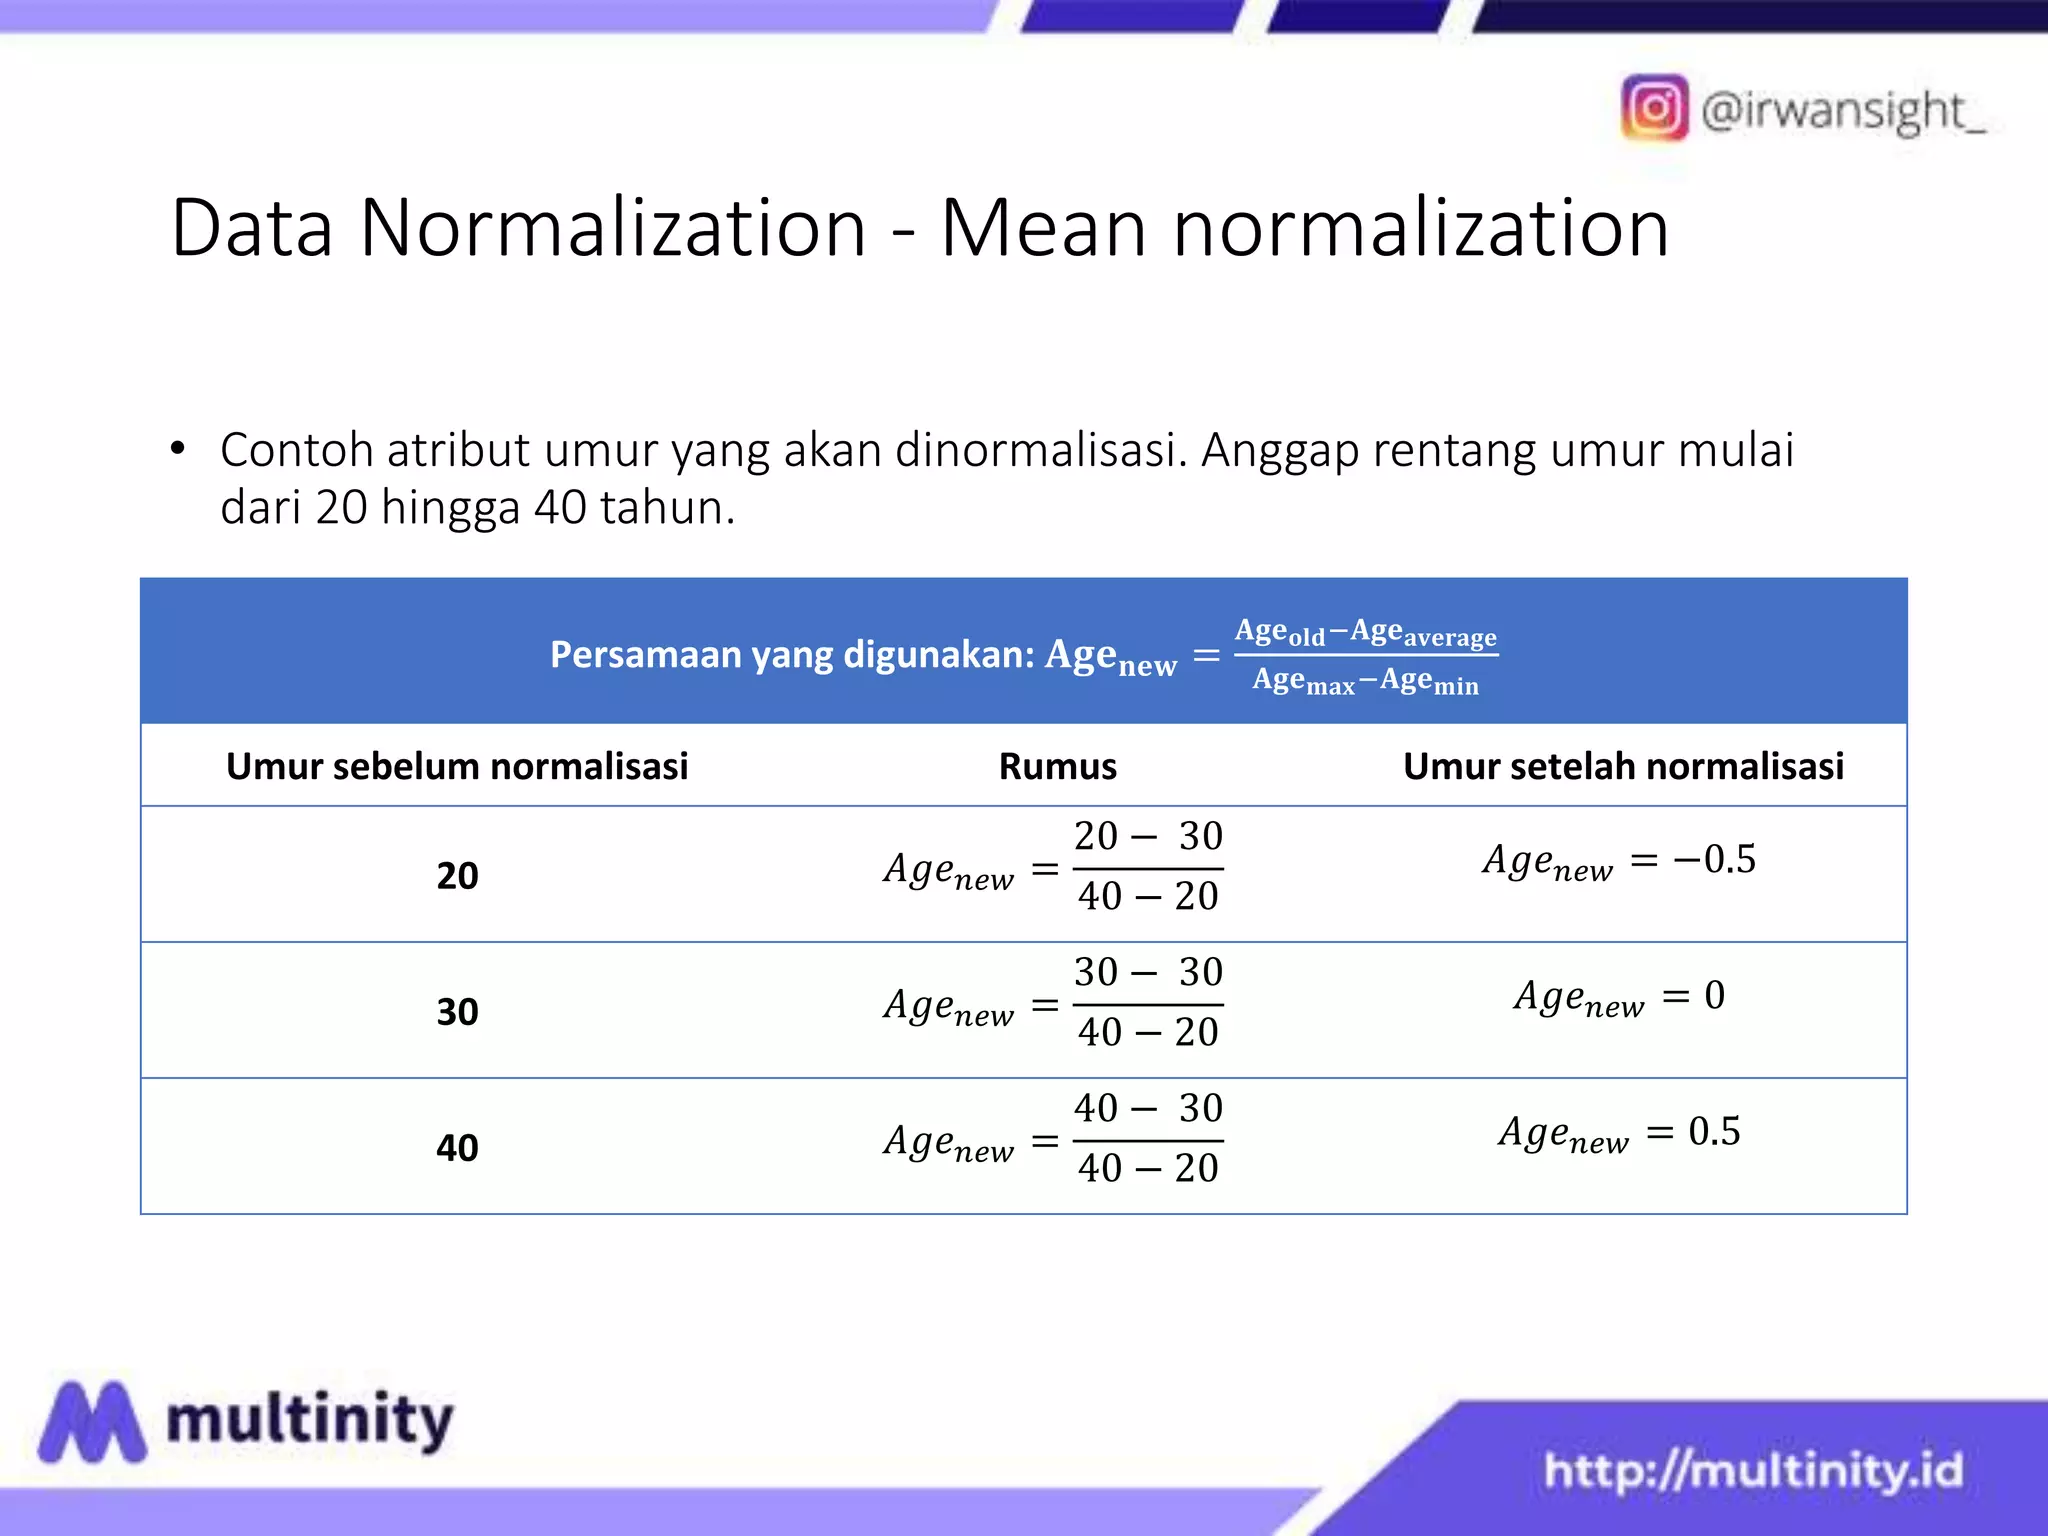 @irwansight_
Data Normalization - Mean normalization
• Contoh atribut umur yang akan dinormalisasi. Anggap rentang umur mulai
dari 20 hingga 40 tahun.
Persamaan yang digunakan: Age_new = (Age_old−Age_average)/(Age_max−Age_min)
Umur sebelum normalisasi Rumus Umur setelah normalisasi
20 Age_new = (20 − 30)/(40 − 20) Age_new = −0.5
30 Age_new = (30 − 30)/(40 − 20) Age_new = 0
40 Age_new = (40 − 30)/(40 − 20) Age_new = 0.5
multinity
http://multinity.id